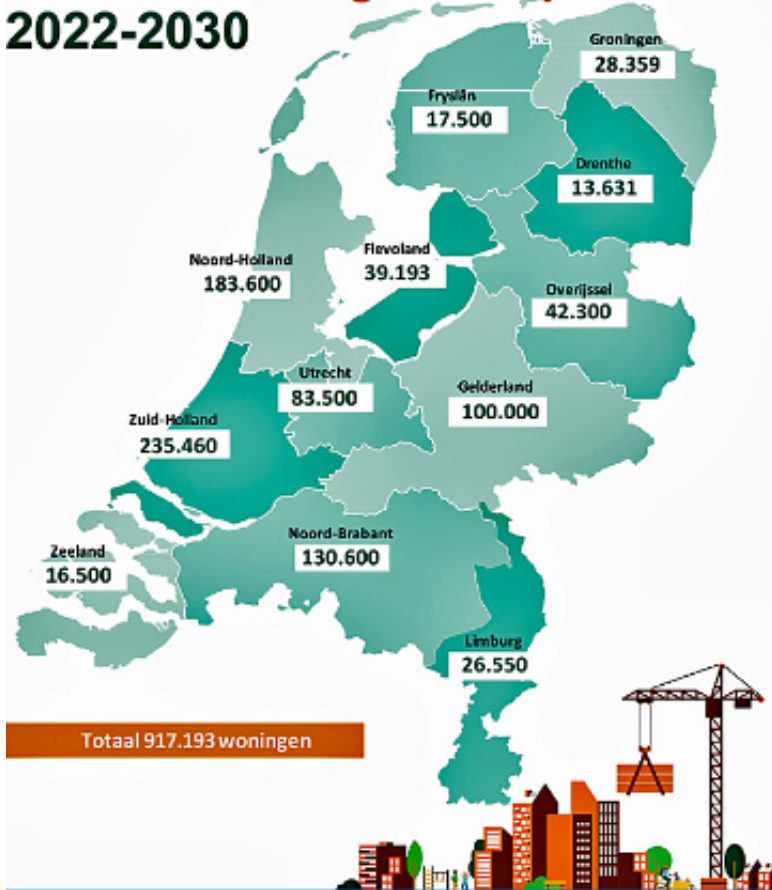 2022-2030
Groningen
28.359
Fryslân
17.500
Drenthe
13.631
Noord-Holland
183.600
Flevoland
39.193
Overijssel
42.300
Utrecht
83.500
Gelderland
100.000
Zuid-Holland
235.460
Noord-Brabant
130.600
Zeeland
16.500
Limburg
26.550
Totaal 917.193 woningen